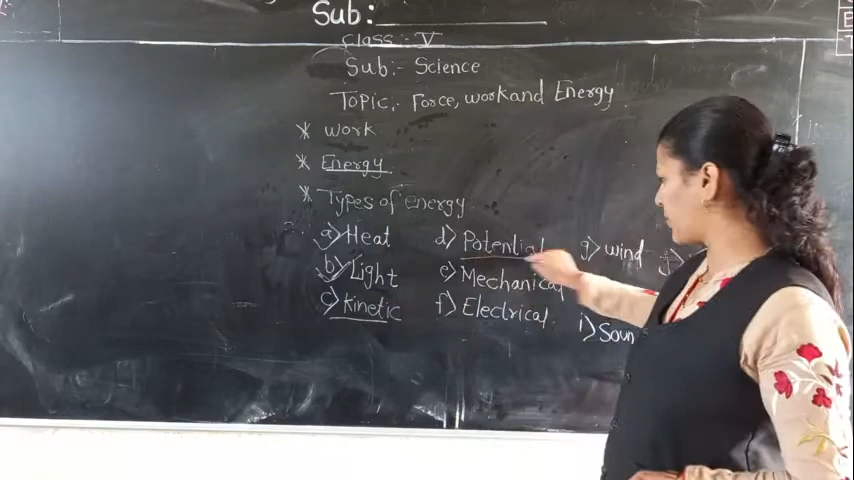 Sub:
Class:- V
Sub:- Science
Topic:- Force, work and Energy
* work
* Energy
* Types of energy
a) Heat d) Potential g) wind
b) Light e) Mechanical
c) kinetic f) Electrical i) Soun